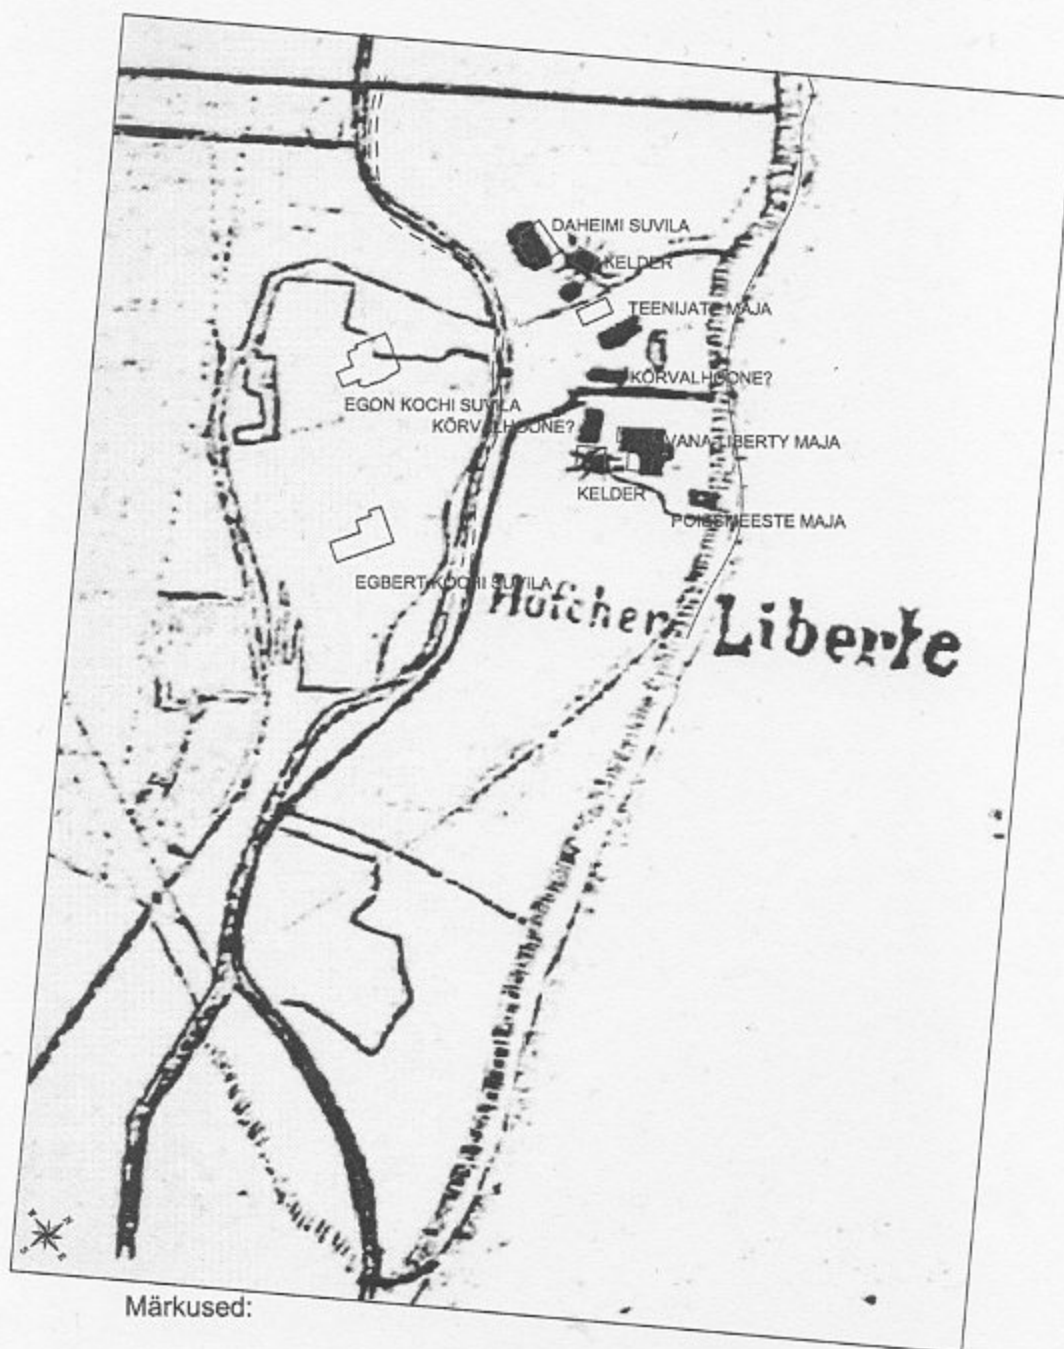 DAHEIMI SUVILA
KELDER
TEENIJATE MAJA
KÕRVALHOONE?
EGON KOCHI SUVILA
KÕRVALHOONE?
VANA-LIBERTY MAJA
KELDER
POISSMEESTE MAJA
EGBERT KOCHI SUVILA
Höfchen Liberte
N
E
S
Märkused: